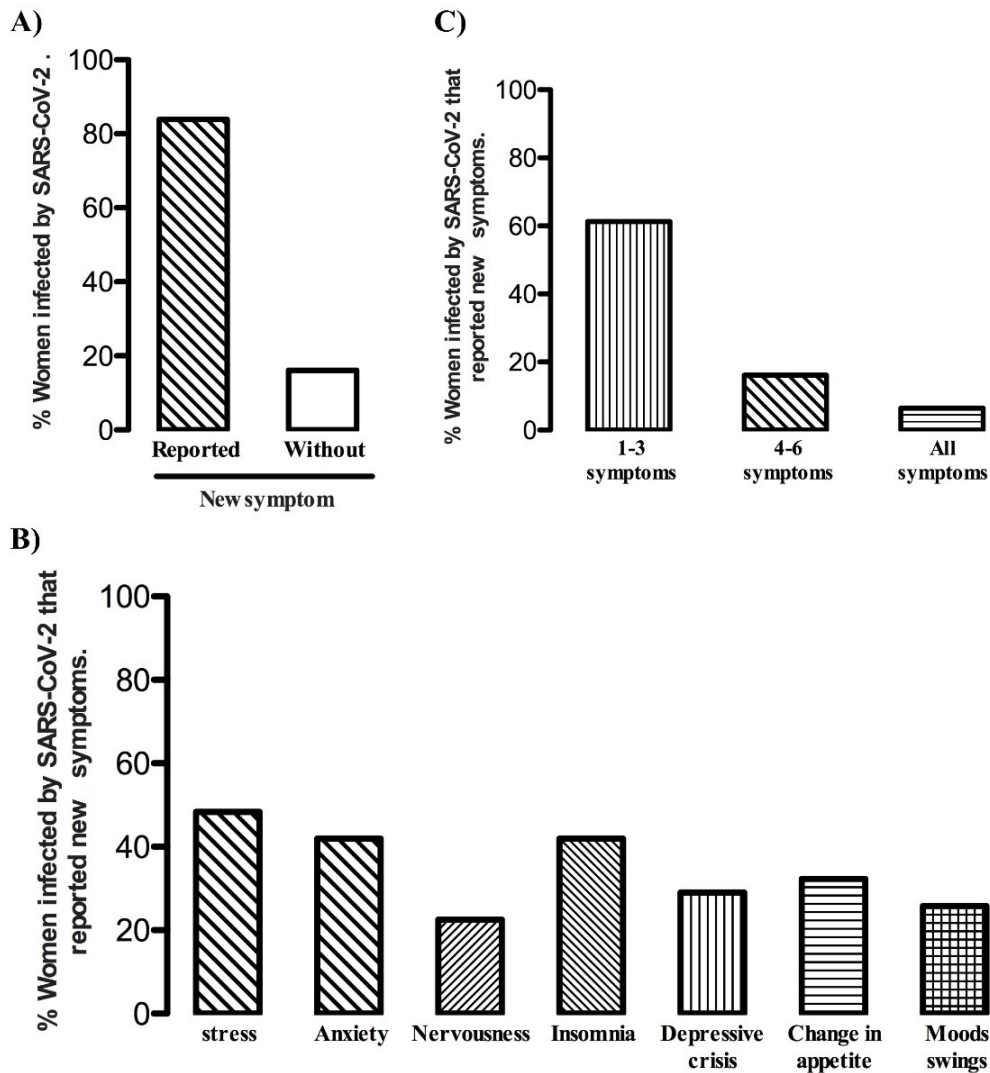 A)
% Women infected by SARS-CoV-2 .
100
80
60
40
20
0
Reported Without
New symptom
C)
% Women infected by SARS-CoV-2 that
reported new symptoms.
100
80
60
40
20
0
1-3
symptoms
4-6
symptoms
All
symptoms
B)
% Women infected by SARS-CoV-2 that
reported new symptoms.
100
80
60
40
20
0
stress
Anxiety
Nervousness
Insomnia
Depressive
crisis
Change in
appetite
Moods
swings